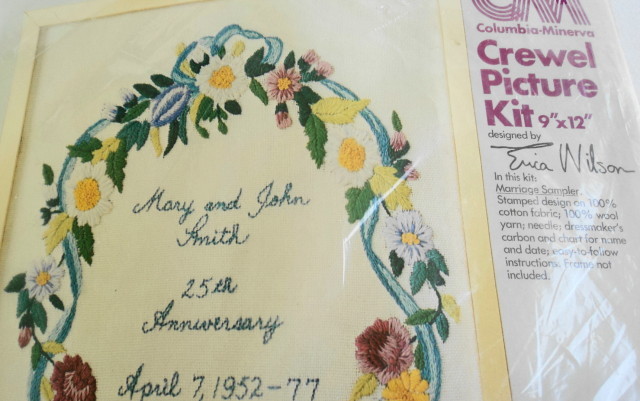 Mary and John
Smith
25th
Anniversary
April 7, 1952-77
CM
Columbia-Minerva
Crewel
Picture
Kit 9"x12"
designed by
Erica Wilson
In this kit:
Marriage Sampler.
Stamped design on 100%
cotton fabric; 100% wool
yarn; needle; dressmaker's
carbon and chart for name
and date; easy-to-follow
instructions. Frame not
included.